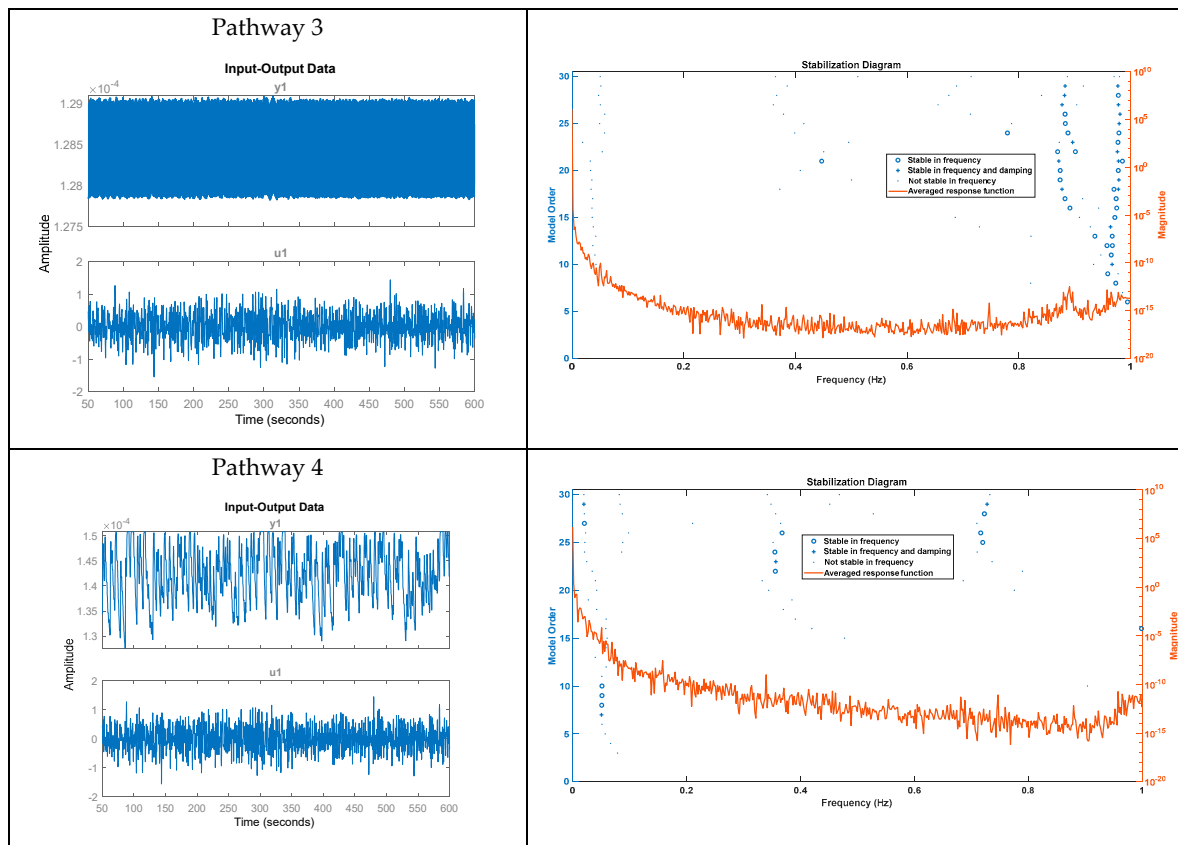 Pathway 3
Input-Output Data
×10⁻⁴
y1
1.29
1.285
1.28
1.275
Amplitude
u1
2
1
0
-1
-2
50 100 150 200 250 300 350 400 450 500 550 600
Time (seconds)
Stabilization Diagram
30
25
20
15
10
5
0
Model Order
Stable in frequency
Stable in frequency and damping
Not stable in frequency
Averaged response function
10¹⁰
10⁵
10⁰
10⁻⁵
10⁻¹⁰
10⁻¹⁵
10⁻²⁰
Magnitude
0 0.2 0.4 0.6 0.8 1
Frequency (Hz)
Pathway 4
Input-Output Data
×10⁻⁴
y1
1.5
1.4
1.35
1.3
Amplitude
u1
2
1
0
-1
-2
50 100 150 200 250 300 350 400 450 500 550 600
Time (seconds)
Stabilization Diagram
30
25
20
15
10
5
0
Model Order
Stable in frequency
Stable in frequency and damping
Not stable in frequency
Averaged response function
10¹⁰
10⁵
10⁰
10⁻⁵
10⁻¹⁰
10⁻¹⁵
10⁻²⁰
Magnitude
0 0.2 0.4 0.6 0.8 1
Frequency (Hz)